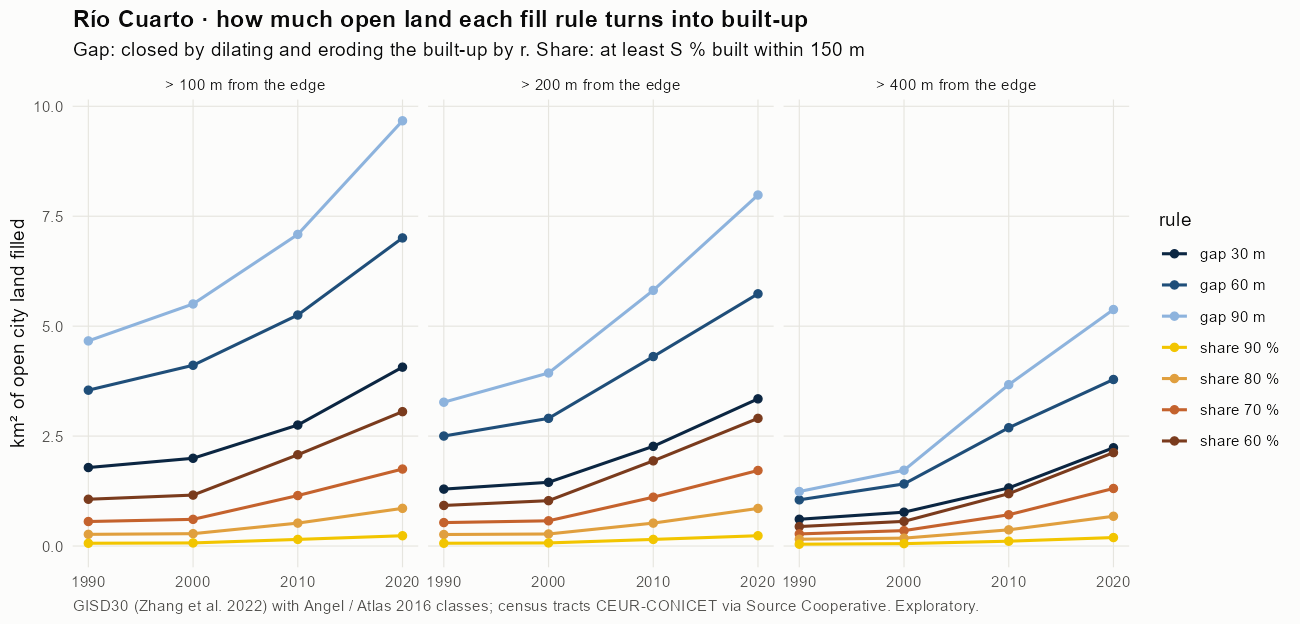 Río Cuarto · how much open land each fill rule turns into built-up
Gap: closed by dilating and eroding the built-up by r. Share: at least S % built within 150 m
> 100 m from the edge
> 200 m from the edge
> 400 m from the edge
km² of open city land filled
10.0
7.5
5.0
2.5
0.0
1990 2000 2010 2020
1990 2000 2010 2020
1990 2000 2010 2020
rule
gap 30 m
gap 60 m
gap 90 m
share 90 %
share 80 %
share 70 %
share 60 %
GISD30 (Zhang et al. 2022) with Angel / Atlas 2016 classes; census tracts CEUR-CONICET via Source Cooperative. Exploratory.